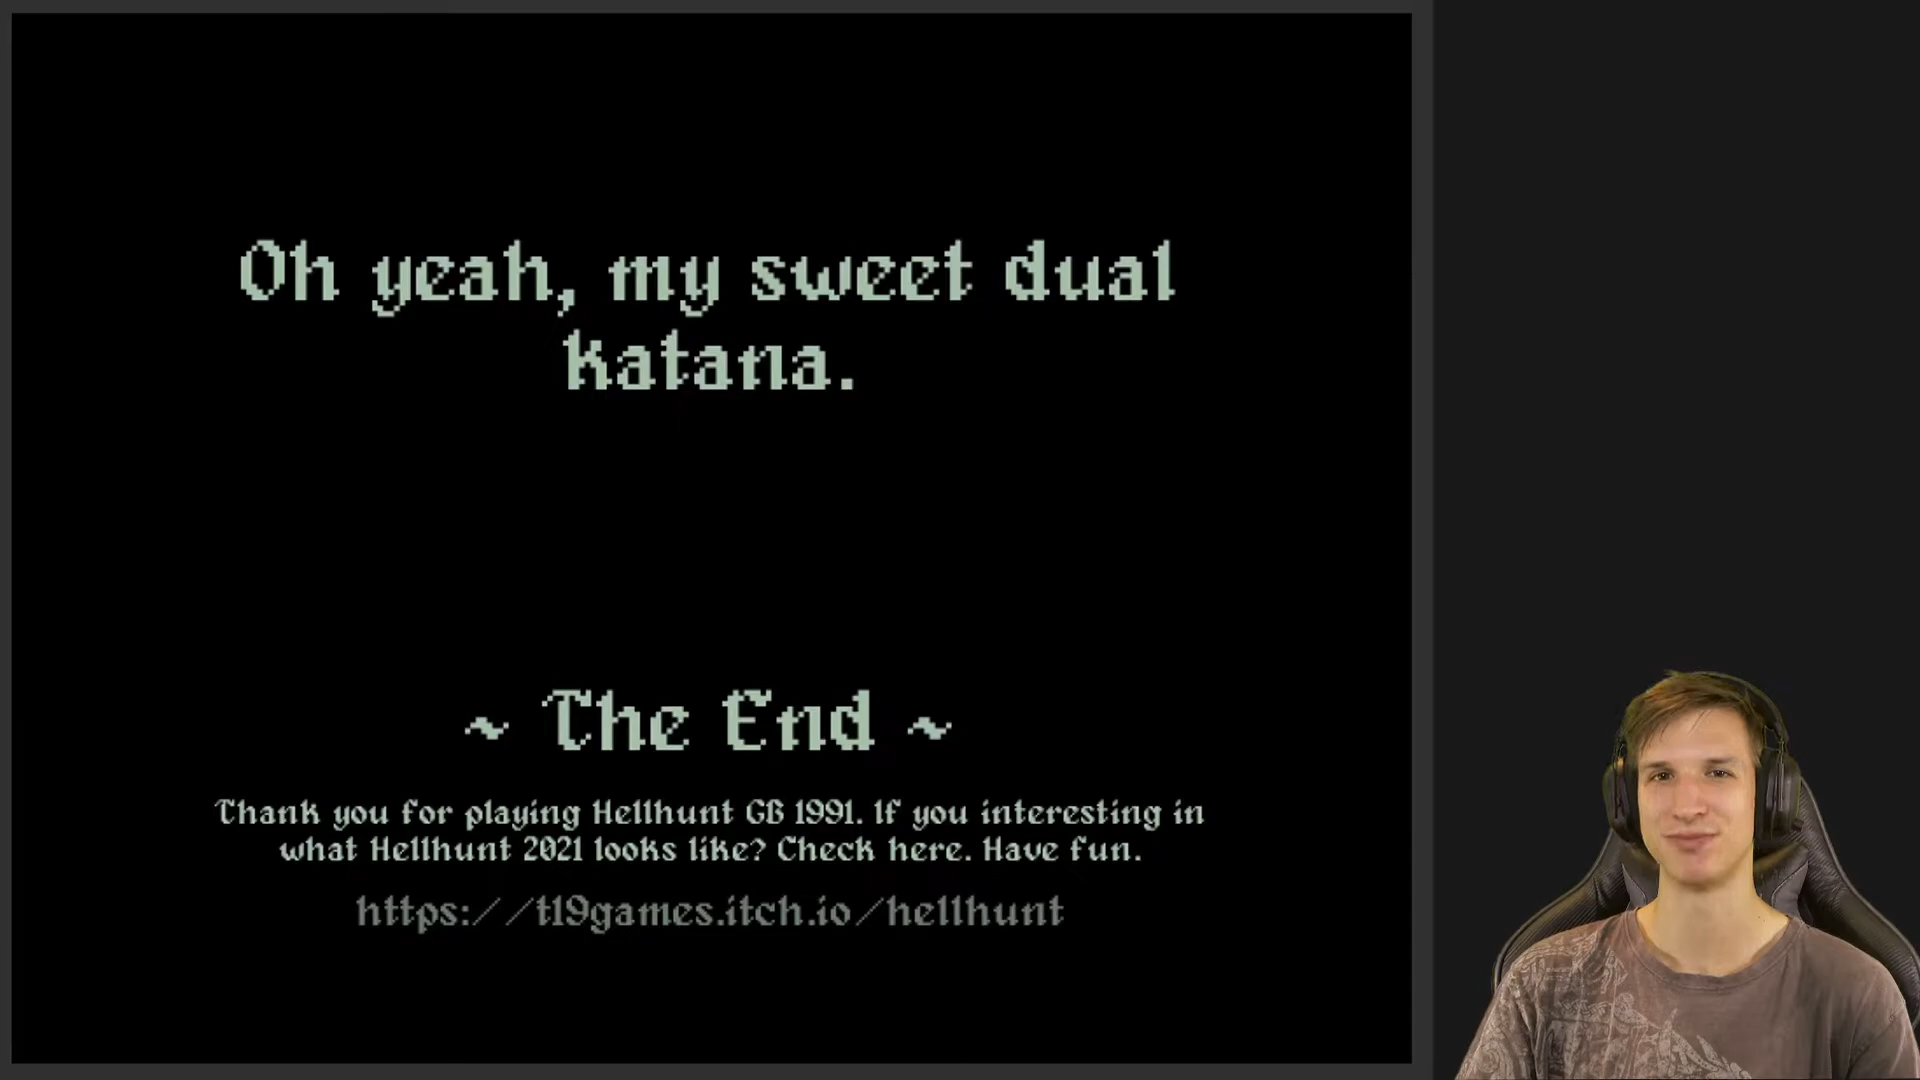 Oh yeah, my sweet dual
katana.
~ The End ~
Thank you for playing Hellhunt GB 1991. If you interesting in
what Hellhunt 2021 looks like? Check here. Have fun.
https://t19games.itch.io/hellhunt